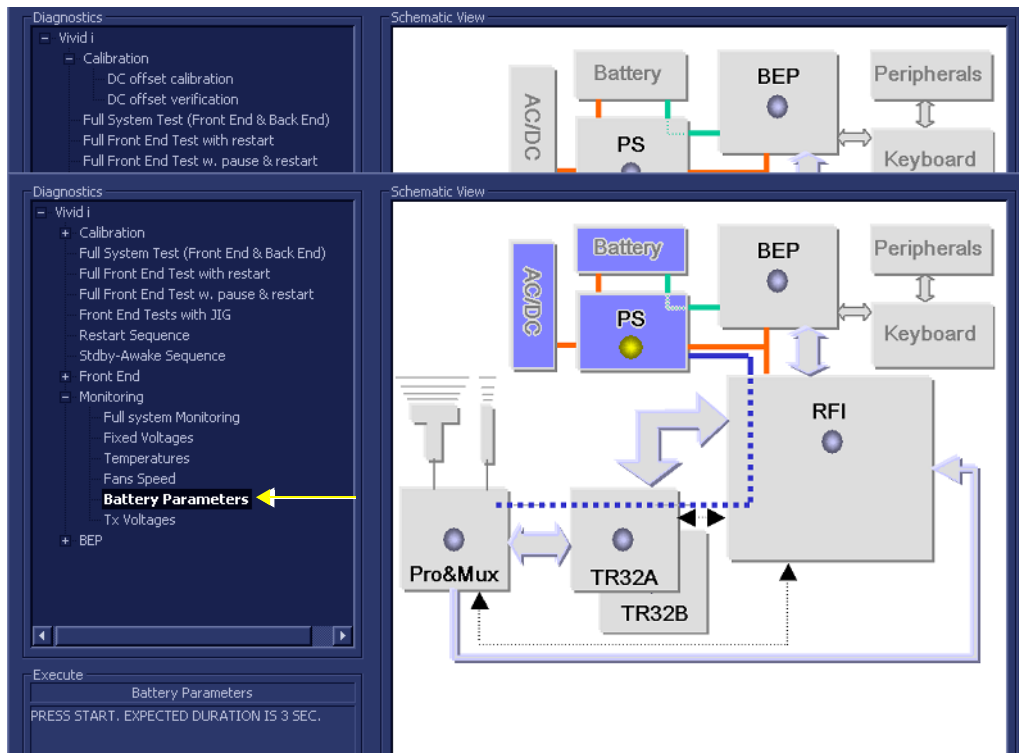 Diagnostics
Vivid i
Calibration
DC offset calibration
DC offset verification
Full System Test (Front End & Back End)
Full Front End Test with restart
Full Front End Test w. pause & restart
Schematic View
Battery
BEP
Peripherals
AC/DC
PS
Keyboard
Diagnostics
Vivid i
Calibration
Full System Test (Front End & Back End)
Full Front End Test with restart
Full Front End Test w. pause & restart
Front End Tests with JIG
Restart Sequence
Stdby-Awake Sequence
Front End
Monitoring
Full system Monitoring
Fixed Voltages
Temperatures
Fans Speed
Battery Parameters
Tx Voltages
BEP
Schematic View
Battery
BEP
Peripherals
AC/DC
PS
Keyboard
RFI
Pro&Mux
TR32A
TR32B
Execute
Battery Parameters
PRESS START. EXPECTED DURATION IS 3 SEC.